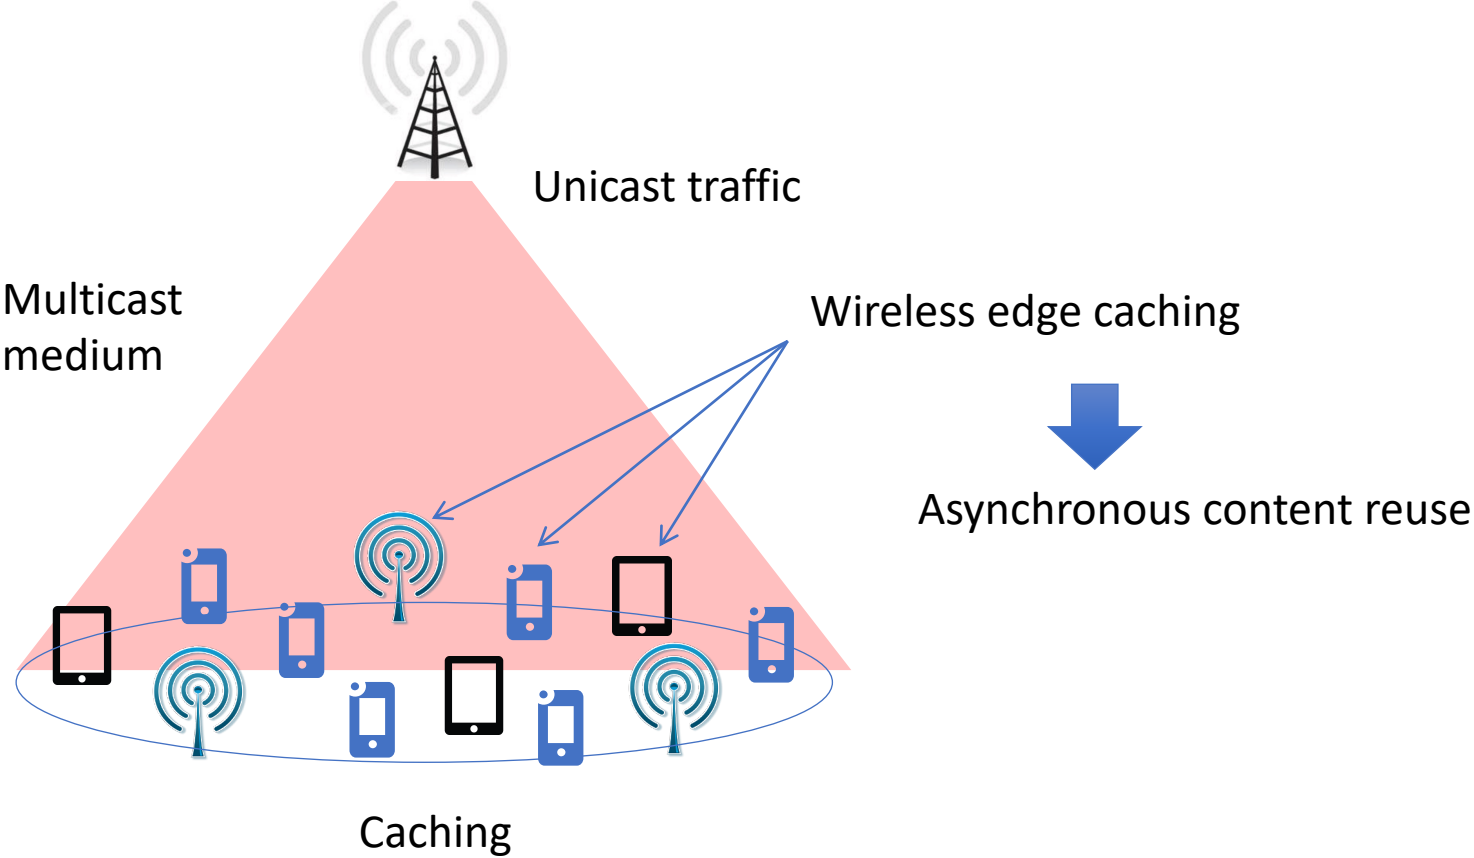 Unicast traffic
Multicast
medium
Wireless edge caching
Asynchronous content reuse
Caching